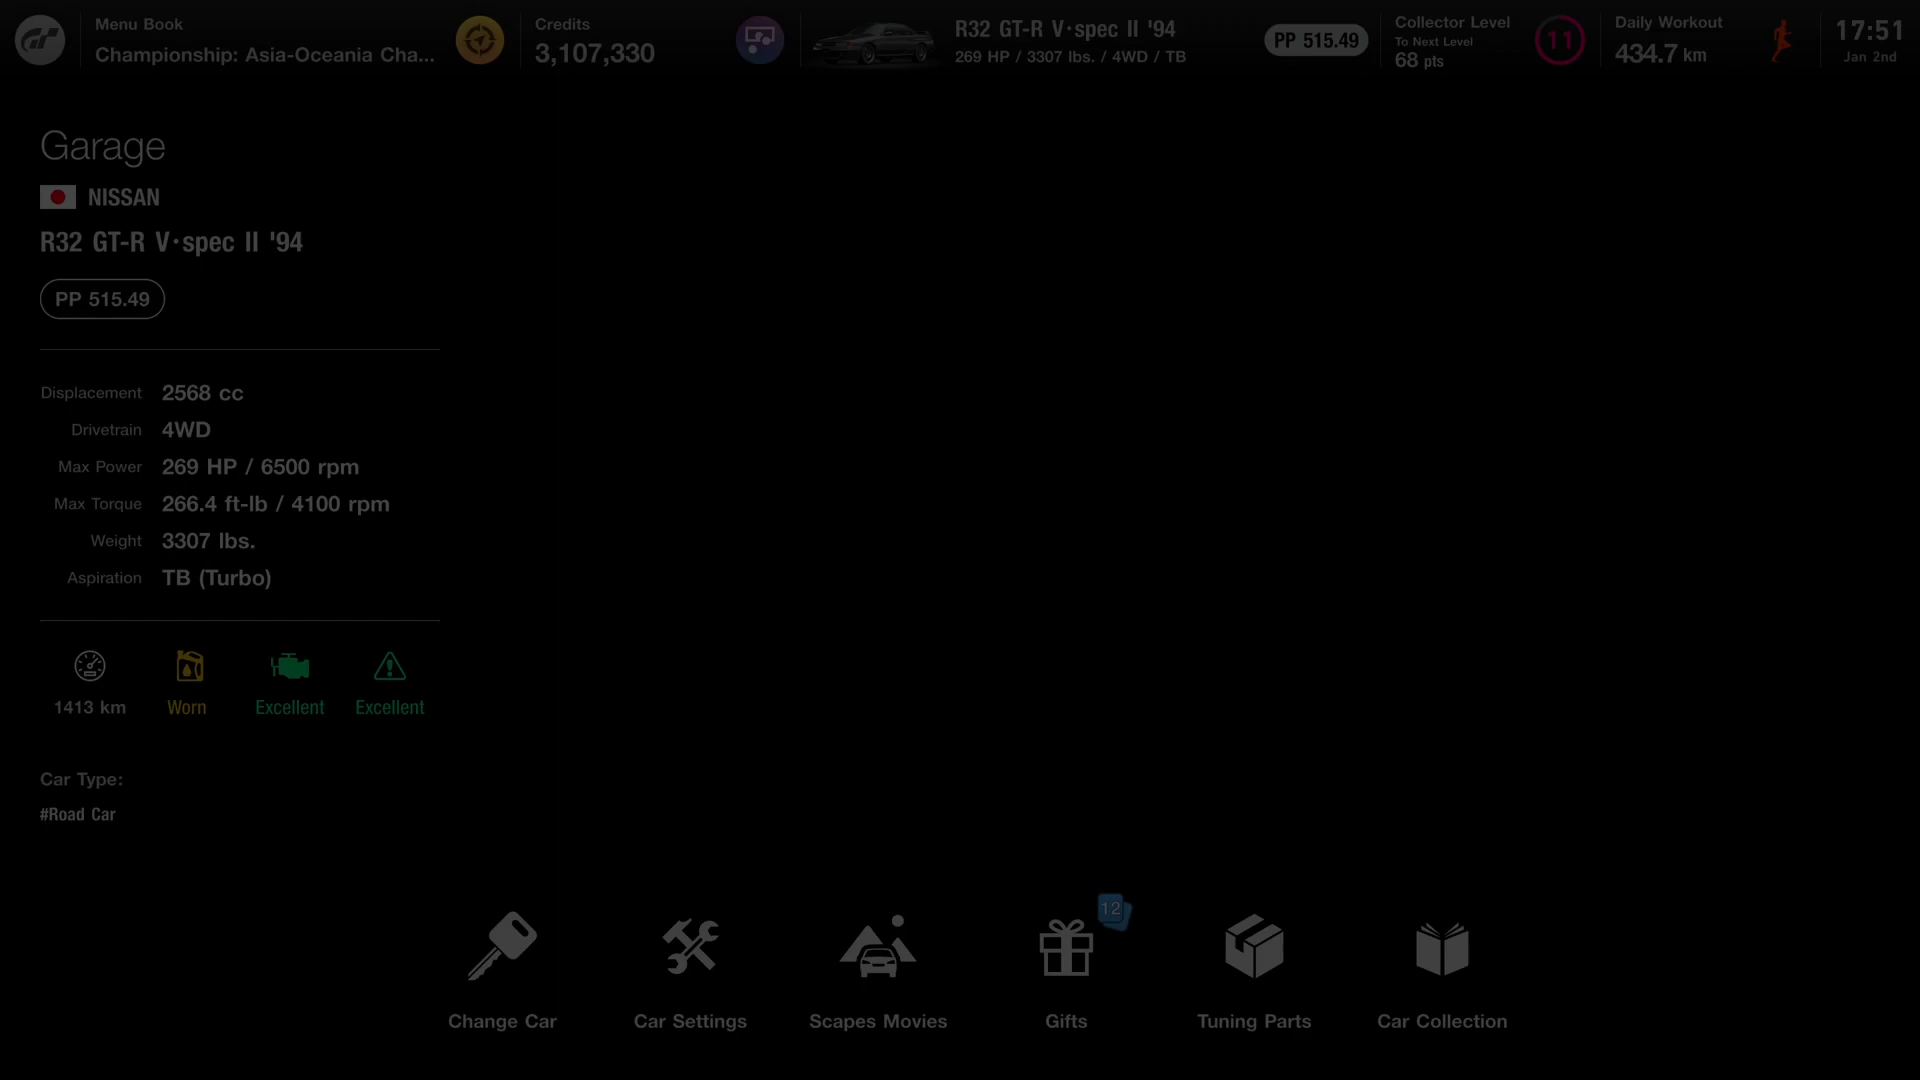 Menu Book
Championship: Asia-Oceania Cha...
Credits
3,107,330
R32 GT-R V·spec II '94
269 HP / 3307 lbs. / 4WD / TB
PP 515.49
Collector Level
To Next Level
68 pts
11
Daily Workout
434.7 km
17:51
Jan 2nd
Garage
NISSAN
R32 GT-R V·spec II '94
PP 515.49
Displacement 2568 cc
Drivetrain 4WD
Max Power 269 HP / 6500 rpm
Max Torque 266.4 ft-lb / 4100 rpm
Weight 3307 lbs.
Aspiration TB (Turbo)
1413 km Worn Excellent Excellent
Car Type:
#Road Car
12
Change Car Car Settings Scapes Movies Gifts Tuning Parts Car Collection